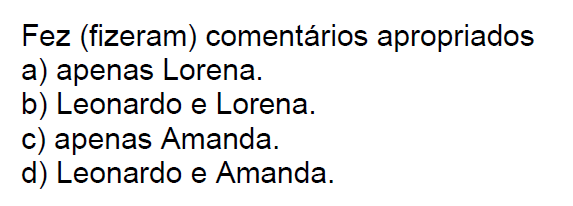 Fez (fizeram) comentários apropriados
a) apenas Lorena.
b) Leonardo e Lorena.
c) apenas Amanda.
d) Leonardo e Amanda.